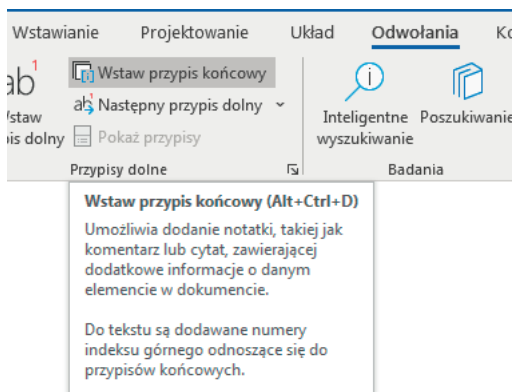 Wstawianie Projektowanie Układ Odwołania
ab1 Wstaw przypis końcowy
Następny przypis dolny
Inteligentne Poszukiwanie
dolny Pokaż przypisy wyszukiwanie
Przypisy dolne Badania
Wstaw przypis końcowy (Alt+Ctrl+D)
Umożliwia dodanie notatki, takiej jak
komentarz lub cytat, zawierającej
dodatkowe informacje o danym
elemencie w dokumencie.
Do tekstu są dodawane numery
indeksu górnego odnoszące się do
przypisów końcowych.